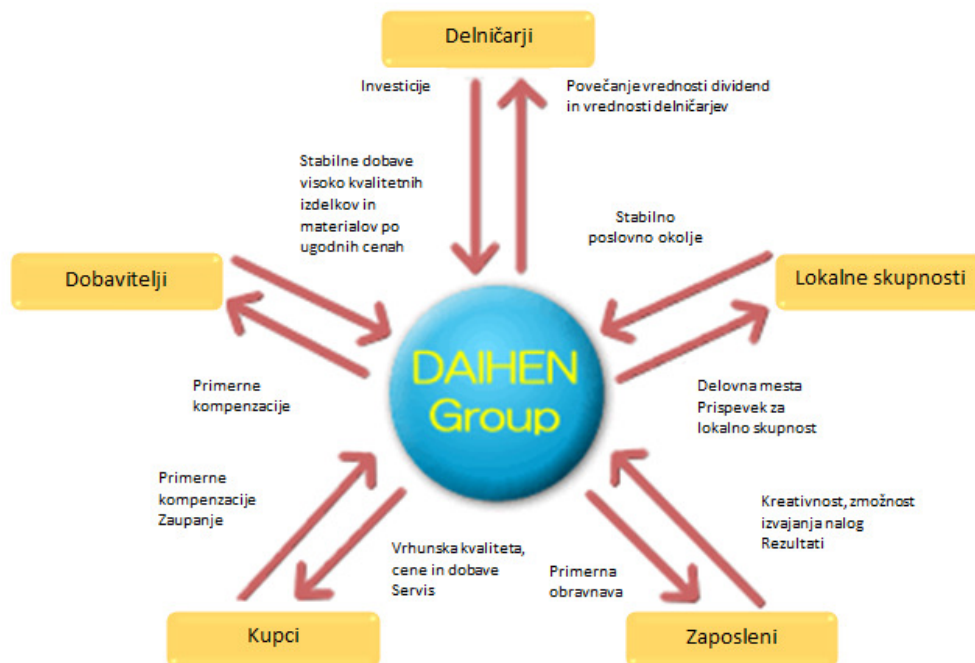 Delničarji
Investicije
Povečanje vrednosti dividend
in vrednosti delničarjev
Stabilne dobave
visoko kvalitetnih
izdelkov in
materialov po
ugodnih cenah
Stabilno
poslovno okolje
Dobavitelji
Lokalne skupnosti
DAIHEN
Group
Primerne
kompenzacije
Delovna mesta
Prispevek za
lokalno skupnost
Primerne
kompenzacije
Zaupanje
Kreativnost, zmožnost
izvajanja nalog
Rezultati
Vrhunska kvaliteta,
cene in dobave
Servis
Primerna
obravnava
Kupci
Zaposleni